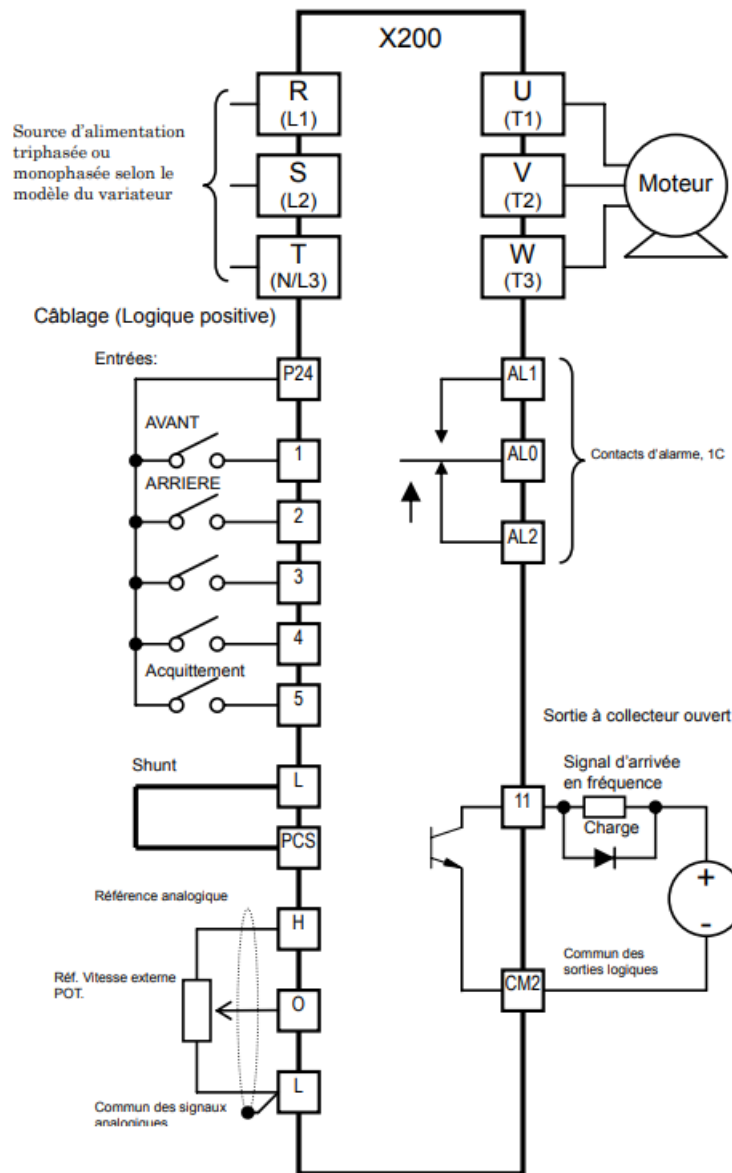 X200
R
(L1)
S
(L2)
T
(N/L3)
Source d'alimentation
triphasée ou
monophasée selon le
modèle du variateur
U
(T1)
V
(T2)
W
(T3)
Moteur
Câblage (Logique positive)
Entrées:
P24
AVANT
1
ARRIERE
2
3
4
Acquittement
5
Shunt
L
PCS
Référence analogique
H
Réf. Vitesse externe
POT.
O
L
Commun des signaux
analogiques
AL1
AL0
AL2
Contacts d'alarme, 1C
Sortie à collecteur ouvert
Signal d'arrivée
en fréquence
11
Charge
+
-
Commun des
sorties logiques
CM2